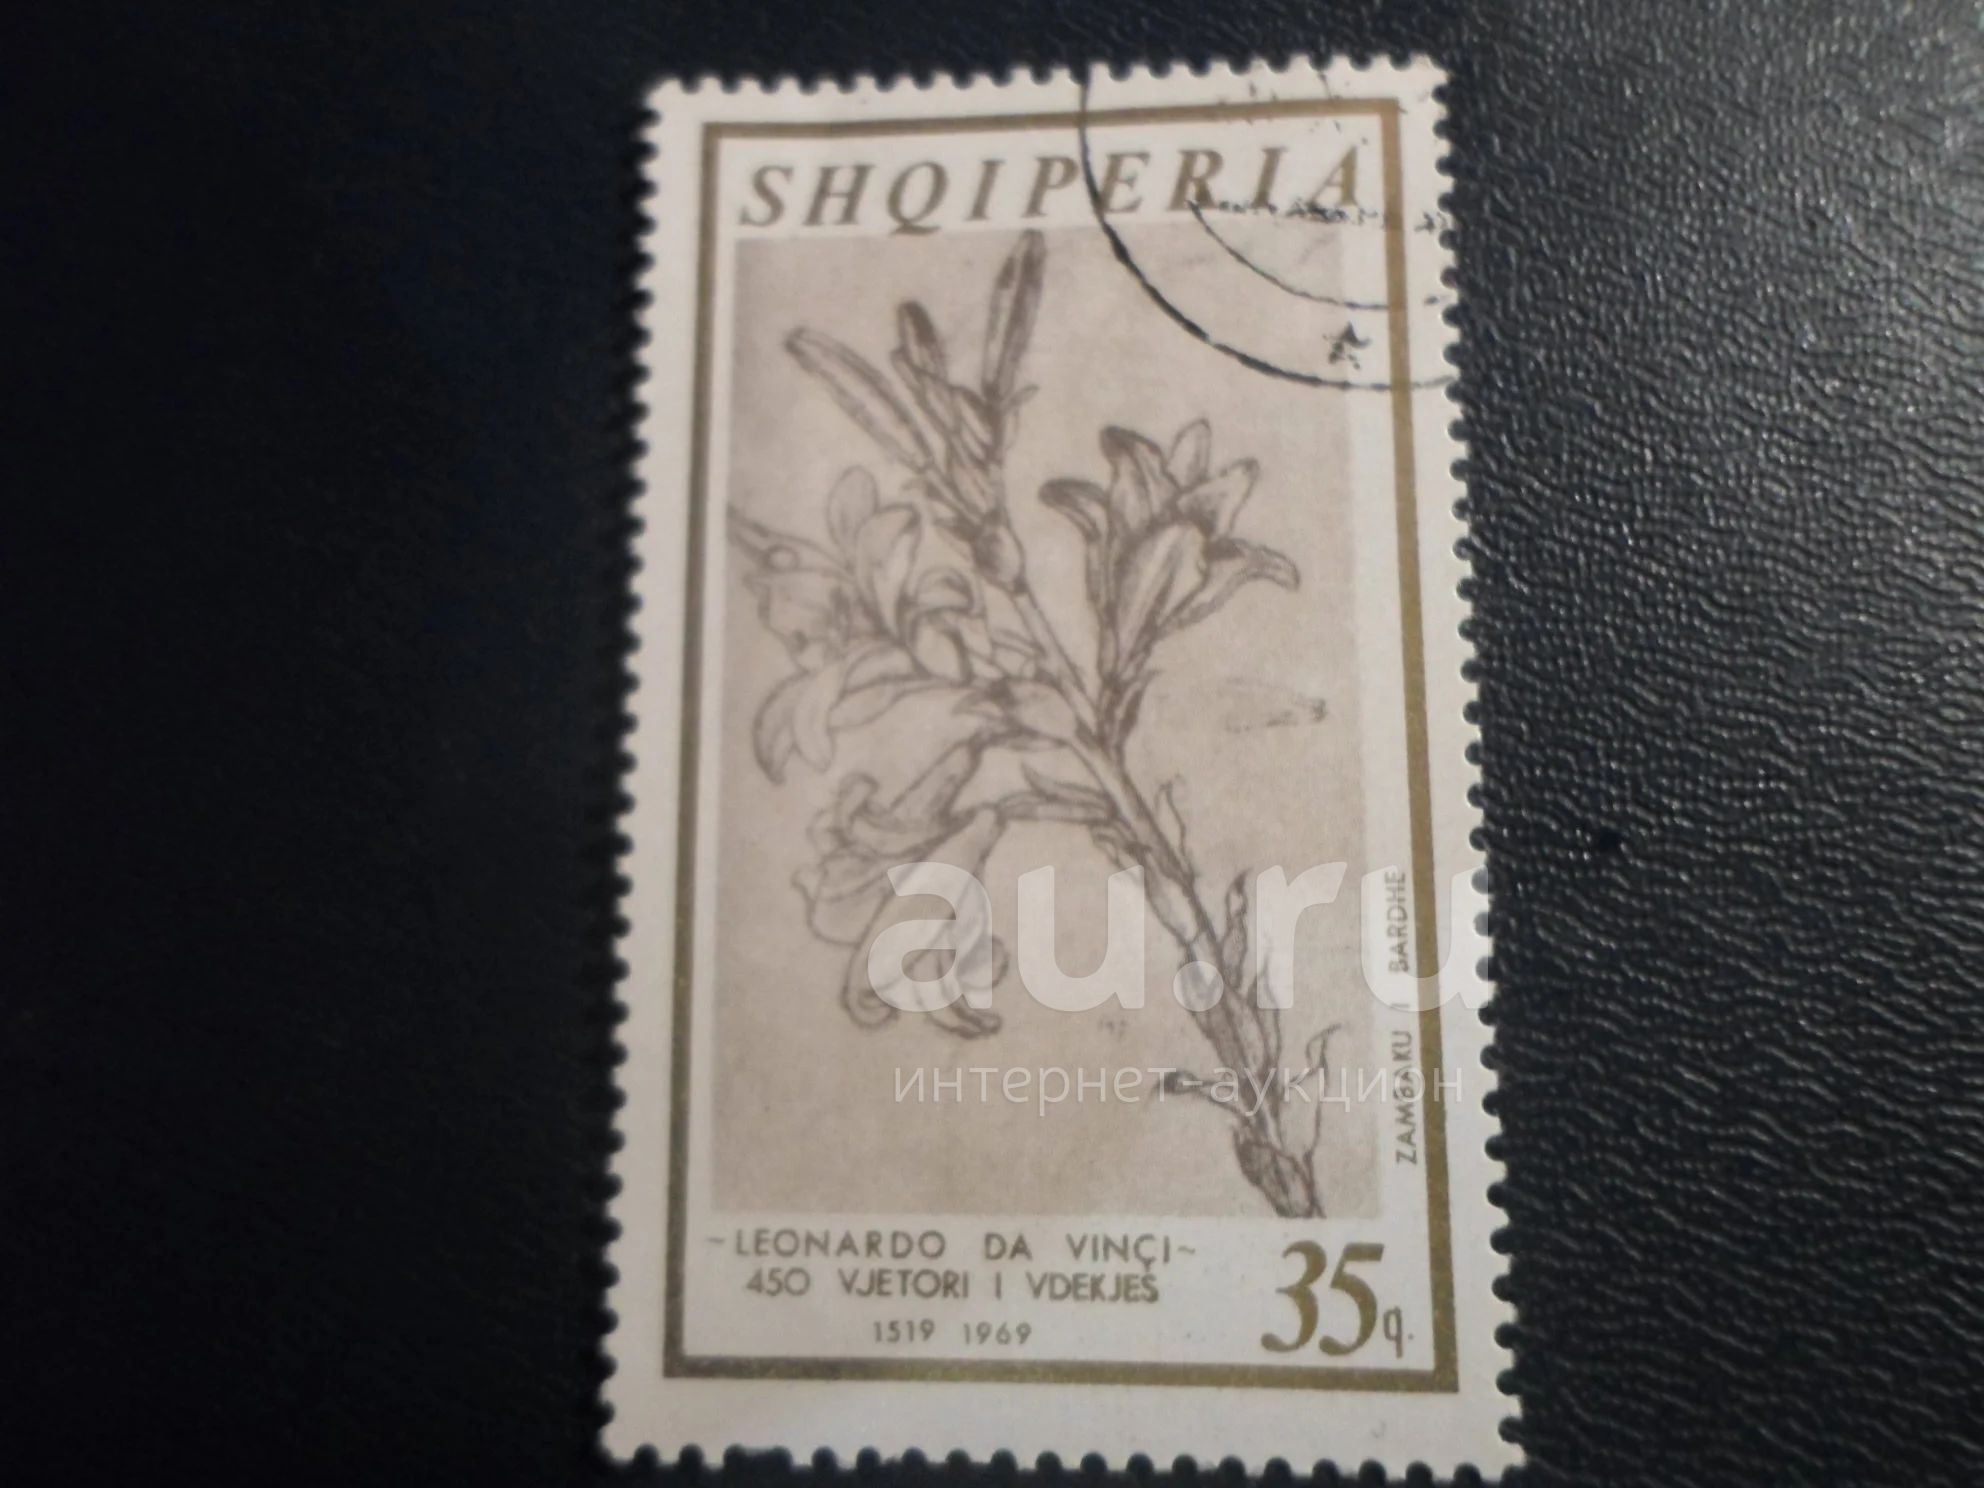 SHQIPERIA
ZAMBAKU I BARDHE
~LEONARDO DA VINÇI~
450 VJETORI I VDEKJES
1519 1969
35q.
au.ru
интернет-аукцион